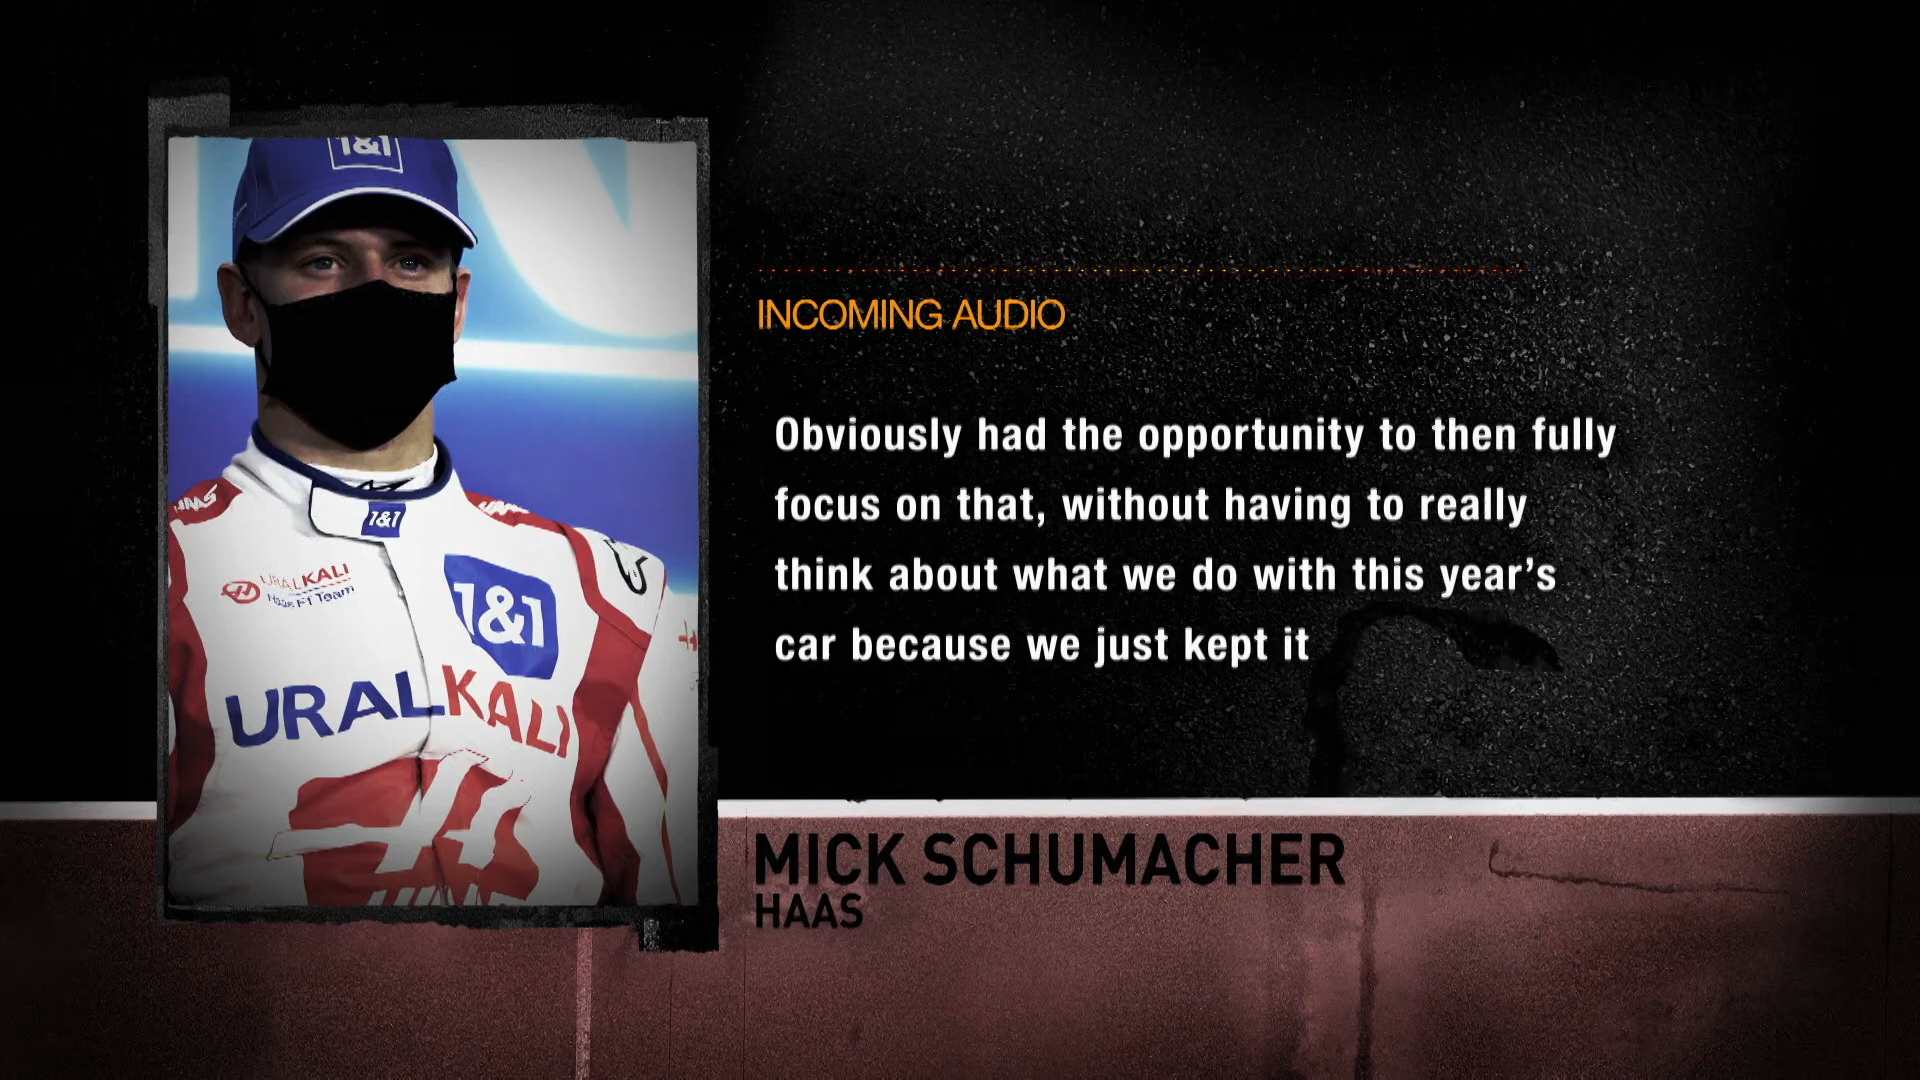 1&1
INCOMING AUDIO
Obviously had the opportunity to then fully
focus on that, without having to really
think about what we do with this year’s
car because we just kept it
HAAS
1&1
URALKALI
Haas F1 Team
1&1
URALKALI
MICK SCHUMACHER
HAAS